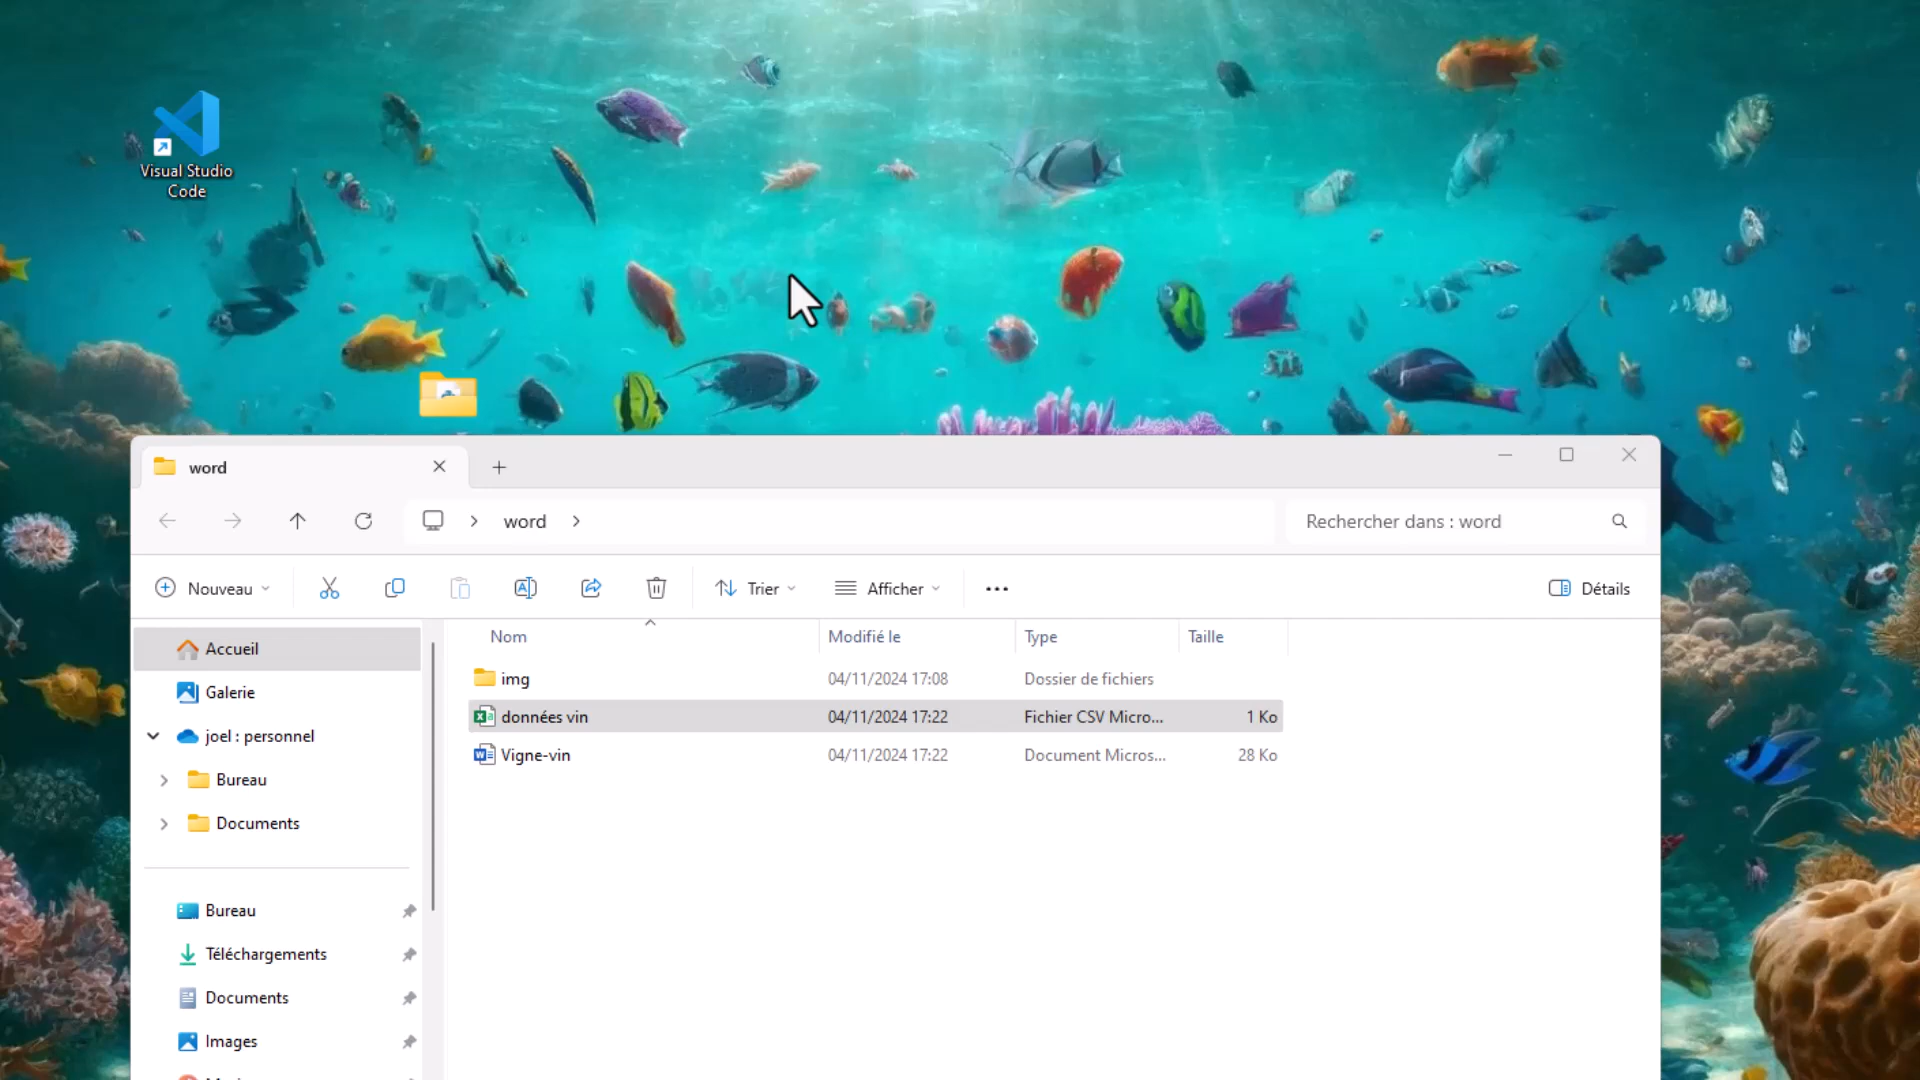 Visual Studio
Code
word
word
Rechercher dans : word
Nouveau
Trier
Afficher
Détails
Nom Modifié le Type Taille
img 04/11/2024 17:08 Dossier de fichiers
données vin 04/11/2024 17:22 Fichier CSV Micro... 1 Ko
Vigne-vin 04/11/2024 17:22 Document Micros... 28 Ko
Accueil
Galerie
joel : personnel
Bureau
Documents
Bureau
Téléchargements
Documents
Images